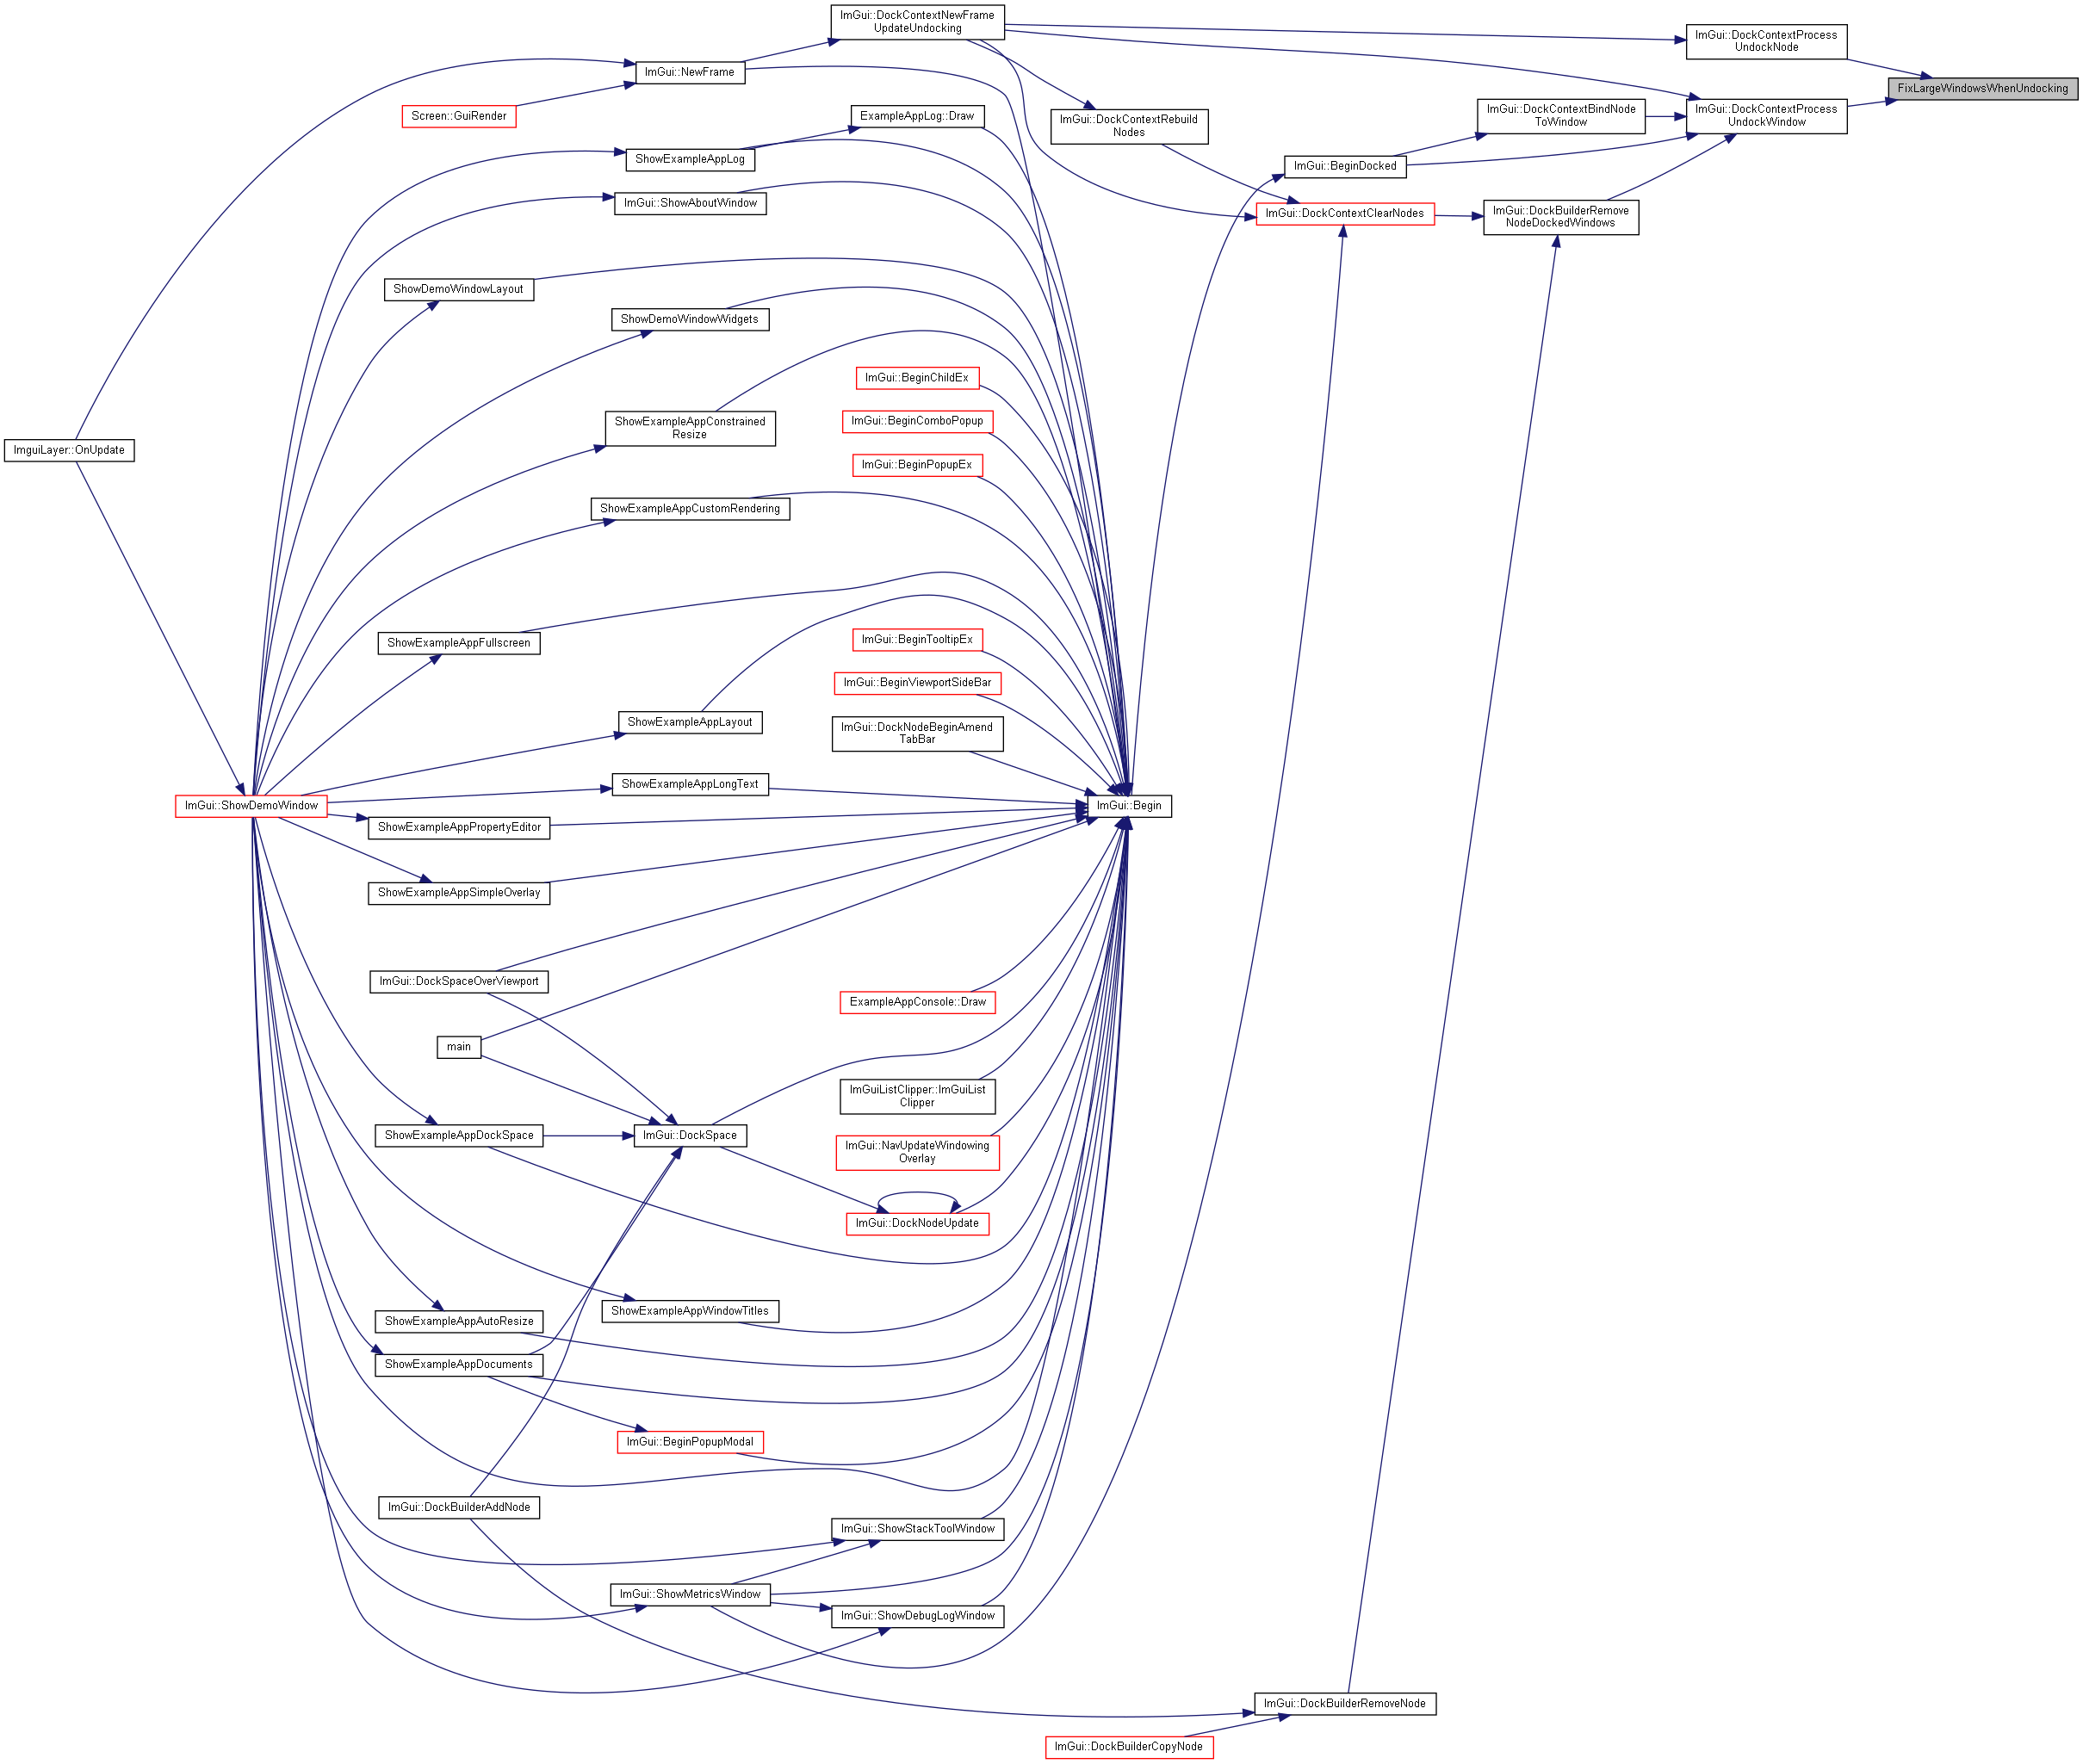 ImGui::DockContextNewFrame
UpdateUndocking
ImGui::DockContextProcess
UndockNode
ImGui::NewFrame
FixLargeWindowsWhenUndocking
Screen::GuiRender
ExampleAppLog::Draw
ImGui::DockContextRebuild
Nodes
ImGui::DockContextBindNode
ToWindow
ImGui::DockContextProcess
UndockWindow
ShowExampleAppLog
ImGui::BeginDocked
ImGui::ShowAboutWindow
ImGui::DockContextClearNodes
ImGui::DockBuilderRemove
NodeDockedWindows
ShowDemoWindowLayout
ShowDemoWindowWidgets
ImGui::BeginChildEx
ShowExampleAppConstrained
Resize
ImGui::BeginComboPopup
ImguiLayer::OnUpdate
ImGui::BeginPopupEx
ShowExampleAppCustomRendering
ShowExampleAppFullscreen
ImGui::BeginTooltipEx
ImGui::BeginViewportSideBar
ShowExampleAppLayout
ImGui::DockNodeBeginAmend
TabBar
ShowExampleAppLongText
ImGui::ShowDemoWindow
ImGui::Begin
ShowExampleAppPropertyEditor
ShowExampleAppSimpleOverlay
ImGui::DockSpaceOverViewport
ExampleAppConsole::Draw
main
ImGuiListClipper::ImGuiList
Clipper
ShowExampleAppDockSpace
ImGui::DockSpace
ImGui::NavUpdateWindowing
Overlay
ImGui::DockNodeUpdate
ShowExampleAppWindowTitles
ShowExampleAppAutoResize
ShowExampleAppDocuments
ImGui::BeginPopupModal
ImGui::DockBuilderAddNode
ImGui::ShowStackToolWindow
ImGui::ShowMetricsWindow
ImGui::ShowDebugLogWindow
ImGui::DockBuilderRemoveNode
ImGui::DockBuilderCopyNode